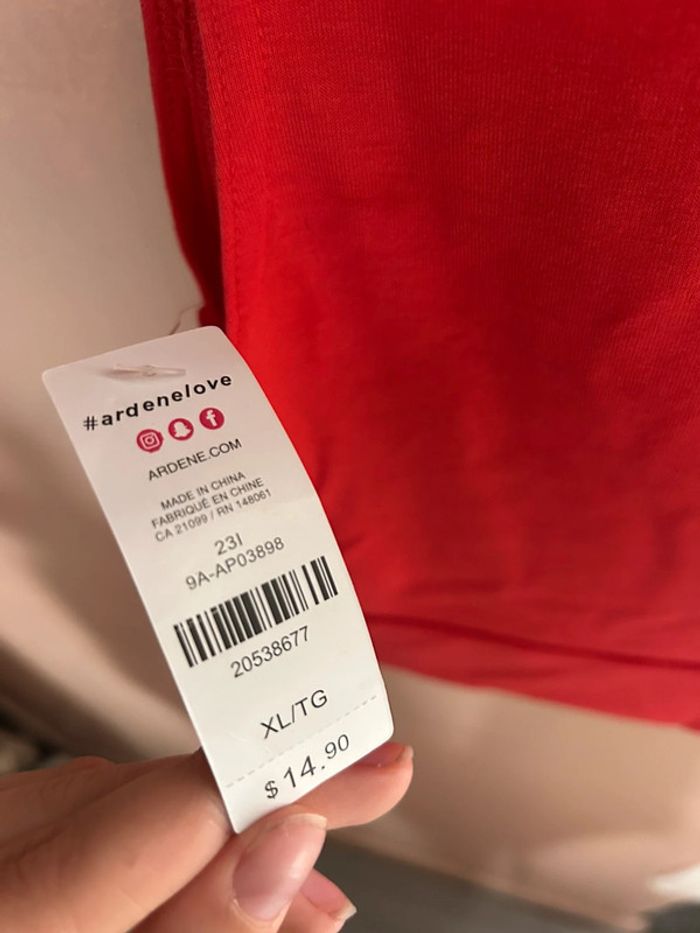 #ardenelove
ARDENE.COM
MADE IN CHINA
FABRIQUÉ EN CHINE
CA 21099 / RN 148061
23I
9A-AP03898
20538677
XL/TG
$14.90